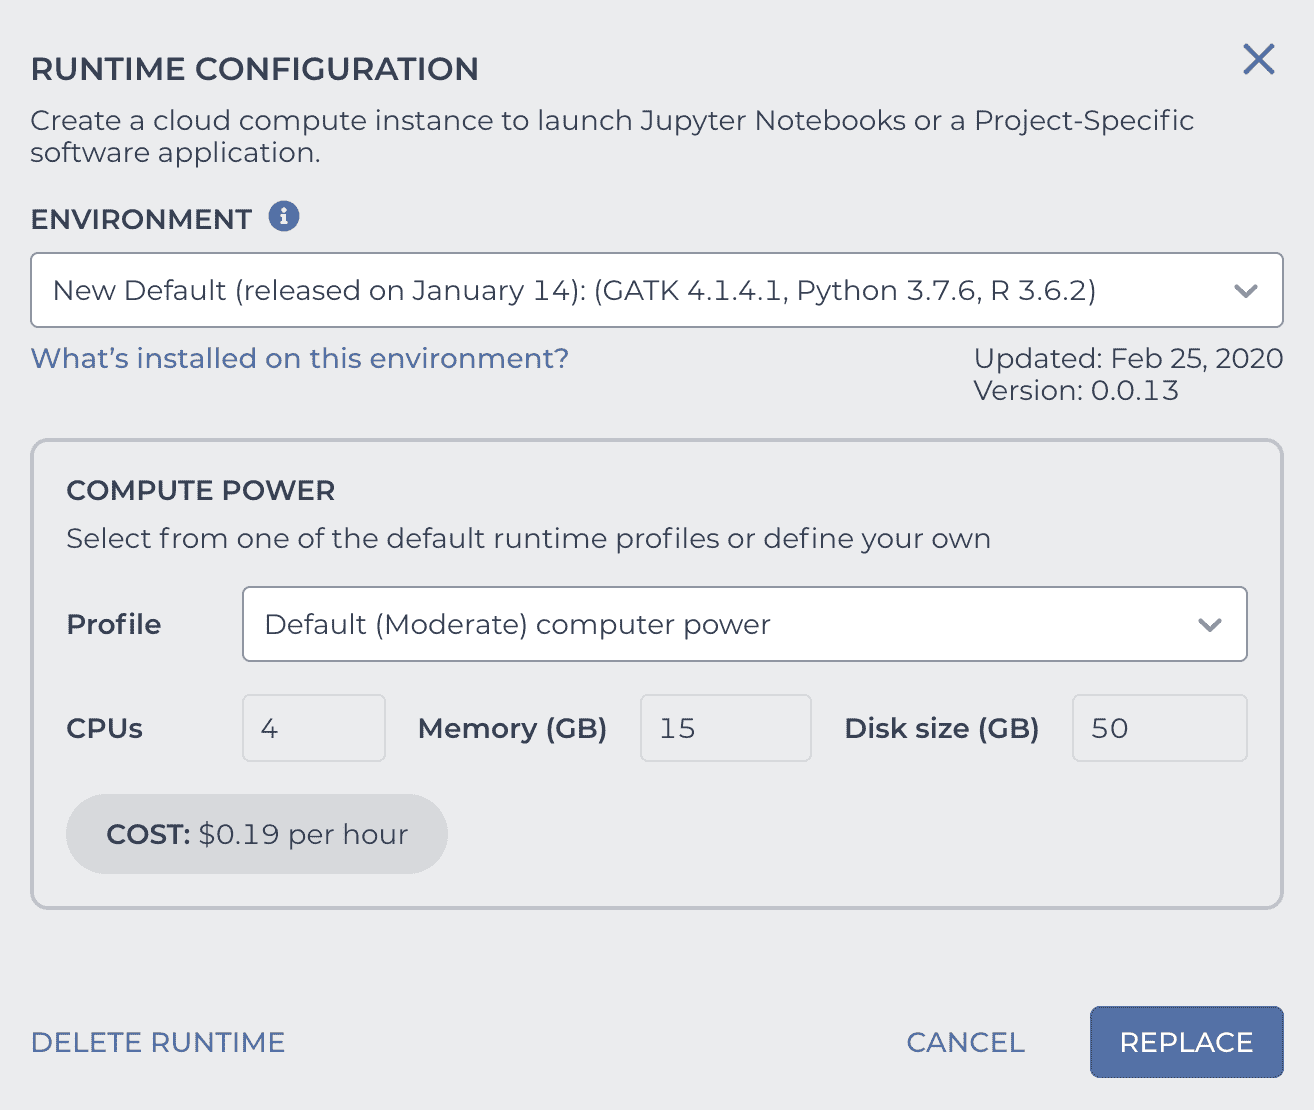 RUNTIME CONFIGURATION
Create a cloud compute instance to launch Jupyter Notebooks or a Project-Specific
software application.
ENVIRONMENT
New Default (released on January 14): (GATK 4.1.4.1, Python 3.7.6, R 3.6.2)
What's installed on this environment?
Updated: Feb 25, 2020
Version: 0.0.13
COMPUTE POWER
Select from one of the default runtime profiles or define your own
Profile Default (Moderate) computer power
CPUs 4 Memory (GB) 15 Disk size (GB) 50
COST: $0.19 per hour
DELETE RUNTIME CANCEL REPLACE